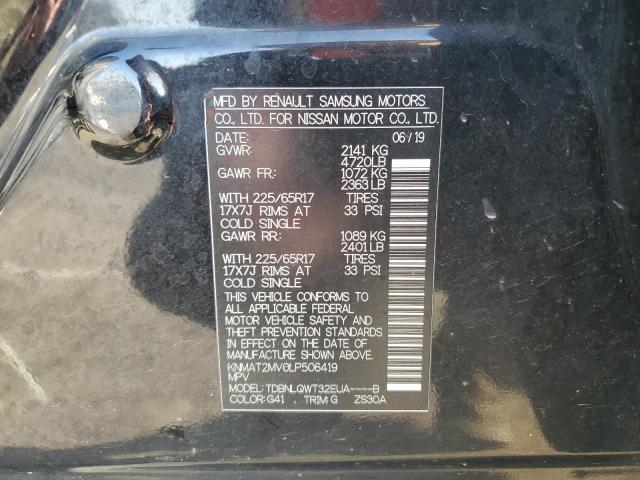 MFD BY RENAULT SAMSUNG MOTORS
CO., LTD. FOR NISSAN MOTOR CO., LTD.
DATE: 06/19
GVWR: 2141 KG
4720LB
GAWR FR: 1072 KG
2363LB
WITH 225/65R17 TIRES
17X7J RIMS AT 33 PSI
COLD SINGLE
GAWR RR: 1089 KG
2401LB
WITH 225/65R17 TIRES
17X7J RIMS AT 33 PSI
COLD SINGLE
THIS VEHICLE CONFORMS TO
ALL APPLICABLE FEDERAL
MOTOR VEHICLE SAFETY AND
THEFT PREVENTION STANDARDS
IN EFFECT ON THE DATE OF
MANUFACTURE SHOWN ABOVE.
KNMAT2MV0LP506419
MPV
MODEL: TDBNLQWT32EUA----B
COLOR:G41 , TRIM:G ZS30A